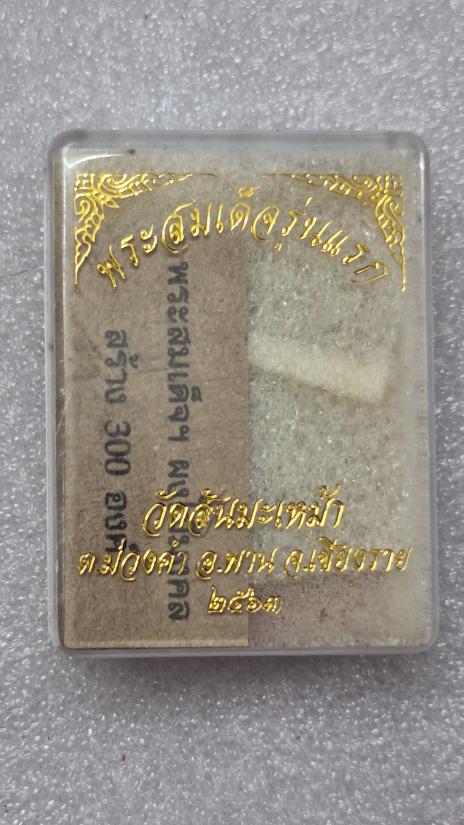 พระสมเด็จรุ่นแรก
พระสมเด็จฯ ผง
สร้าง 300 องค์
วัดสันมะเหม้า
ต.ม่วงคำ อ.พาน จ.เชียงราย
๒๕๖๓